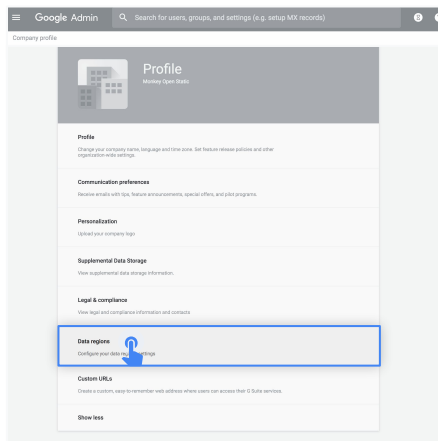 Google Admin
Search for users, groups, and settings (e.g. setup MX records)
Company profile
Profile
Monkey Open Static
Profile
Change your company name, language and time zone. Set feature release policies and other
organization-wide settings.
Communication preferences
Receive emails with tips, feature announcements, special offers, and pilot programs.
Personalization
Upload your company logo
Supplemental Data Storage
View supplemental data storage information.
Legal & compliance
View legal and compliance information and contacts
Data regions
Configure your data settings
Custom URLs
Create a custom, easy-to-remember web address where users can access their G Suite services.
Show less